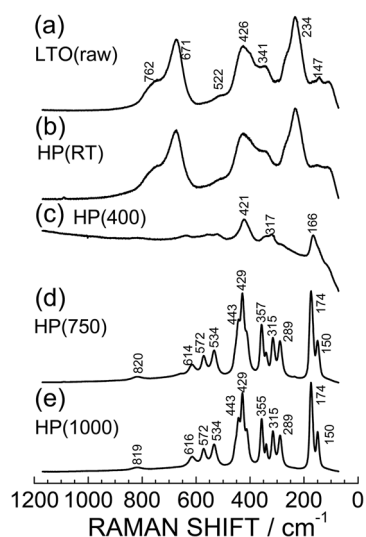 (a)
LTO(raw)
762
671
522
426
341
234
147
(b)
HP(RT)
(c) HP(400)
421
317
166
(d)
HP(750)
820
614
572
534
443
429
357
315
289
174
150
(e)
HP(1000)
819
616
572
534
443
429
355
315
289
174
150
1200 1000 800 600 400 200 0
RAMAN SHIFT / cm-1